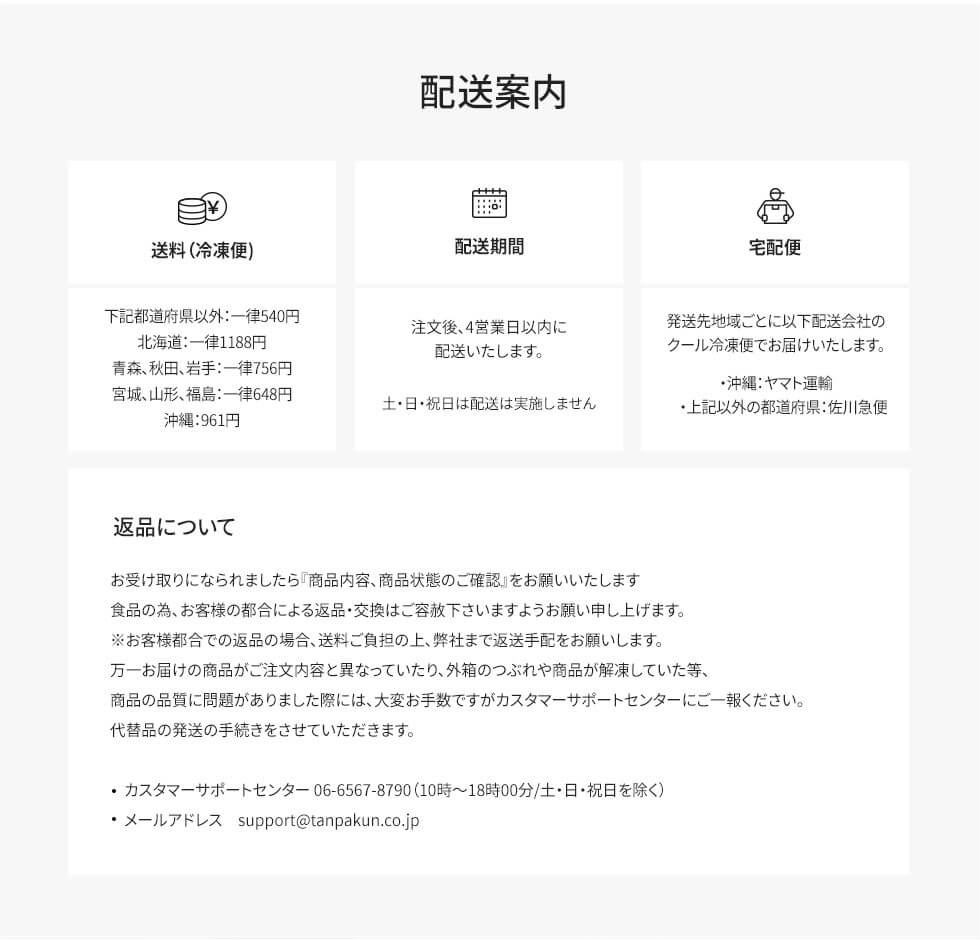 配送案内
¥
送料(冷凍便)
下記都道府県以外:一律540円
北海道:一律1188円
青森、秋田、岩手:一律756円
宮城、山形、福島:一律648円
沖縄:961円
配送期間
注文後、4営業日以内に
配送いたします。
土・日・祝日は配送は実施しません
宅配便
発送先地域ごとに以下配送会社の
クール冷凍便でお届けいたします。
・沖縄:ヤマト運輸
・上記以外の都道府県:佐川急便
返品について
お受け取りになられましたら『商品内容、商品状態のご確認』をお願いいたします
食品の為、お客様の都合による返品・交換はご容赦下さいますようお願い申し上げます。
※お客様都合での返品の場合、送料ご負担の上、弊社まで返送手配をお願いします。
万一お届けの商品がご注文内容と異なっていたり、外箱のつぶれや商品が解凍していた等、
商品の品質に問題がありました際には、大変お手数ですがカスタマーサポートセンターにご一報ください。
代替品の発送の手続きをさせていただきます。
• カスタマーサポートセンター 06-6567-8790(10時〜18時00分/土・日・祝日を除く)
• メールアドレス support@tanpakun.co.jp